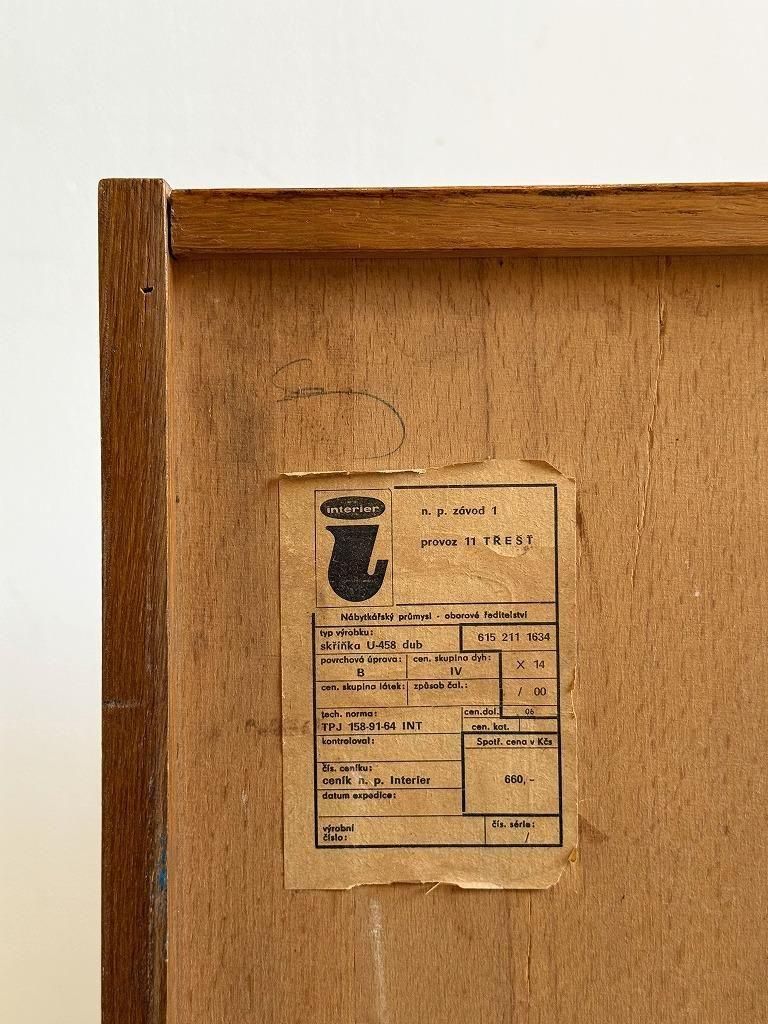 interier
n. p. závod 1
provoz 11 TŘEŠŤ
Nábytkářský průmysl - oborové ředitelství
typ výrobku:
skříňka U-458 dub
615 211 1634
povrchová úprava:
B
cen. skupina dýh:
IV
X 14
cen. skupina látek:
způsob čal.:
/ 00
tech. norma:
TPJ 158-91-64 INT
cen.dol.
06
cen. kat.
kontroloval:
Spotř. cena v Kčs
660,-
čís. ceníku:
ceník n. p. Interier
datum expedice:
výrobní
číslo:
čís. série:
/